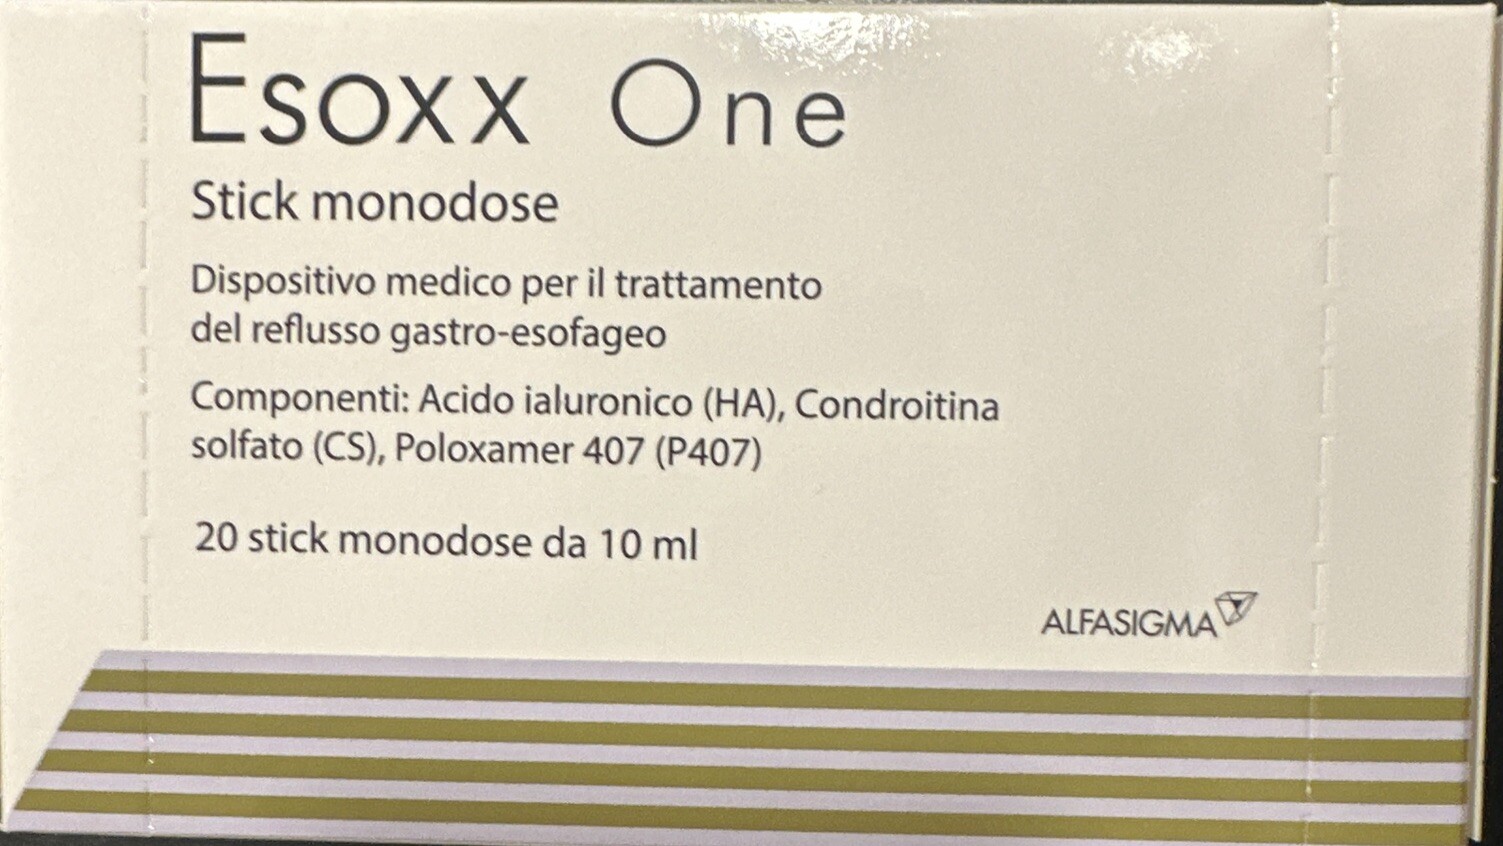 Esoxx One
Stick monodose
Dispositivo medico per il trattamento
del reflusso gastro-esofageo
Componenti: Acido ialuronico (HA), Condroitina
solfato (CS), Poloxamer 407 (P407)
20 stick monodose da 10 ml
ALFASIGMA